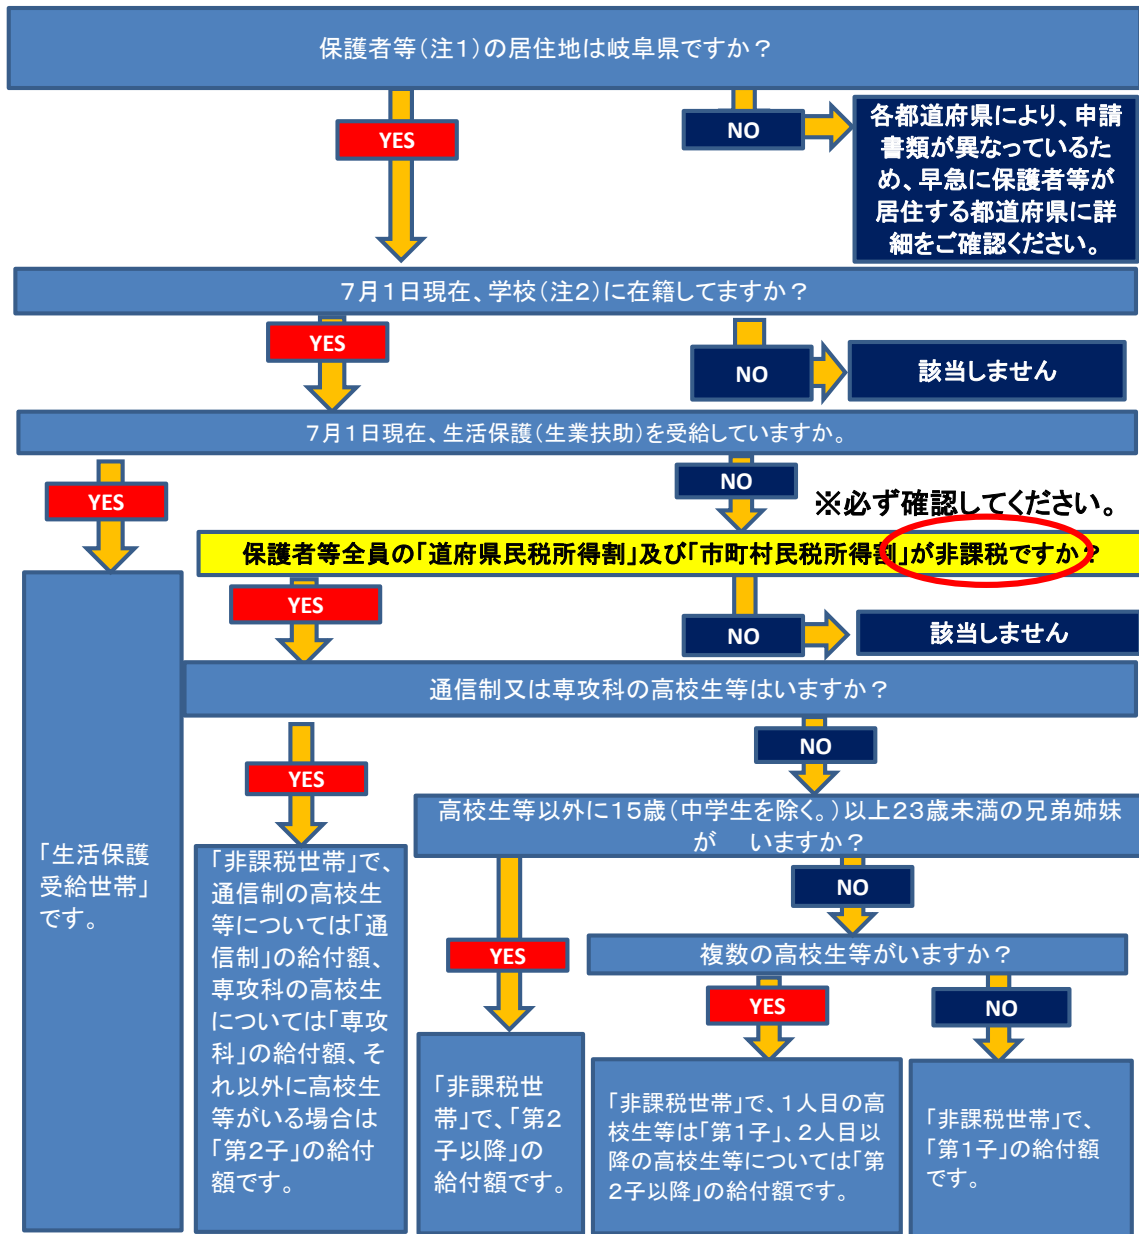 保護者等（注１）の居住地は岐阜県ですか？
YES
NO
各都道府県により、申請
書類が異なっているた
め、早急に保護者等が
居住する都道府県に詳
細をご確認ください。
７月１日現在、学校（注２）に在籍してますか？
YES
NO
該当しません
７月１日現在、生活保護（生業扶助）を受給していますか。
YES
NO
※必ず確認してください。
保護者等全員の「道府県民税所得割」及び「市町村民税所得割」が非課税ですか？
YES
NO
該当しません
通信制又は専攻科の高校生等はいますか？
YES
NO
高校生等以外に１５歳（中学生を除く。）以上２３歳未満の兄弟姉妹
が　いますか？
YES
NO
複数の高校生等がいますか？
YES
NO
「生活保護
受給世帯」
です。
「非課税世帯」で、
通信制の高校生
等については「通
信制」の給付額、
専攻科の高校生
については「専攻
科」の給付額、そ
れ以外に高校生
等がいる場合は
「第２子」の給付
額です。
「非課税世
帯」で、「第２
子以降」の
給付額です。
「非課税世帯」で、１人目の高
校生等は「第１子」、２人目以
降の高校生等については「第
２子以降」の給付額です。
「非課税世帯」で、
「第１子」の給付額
です。